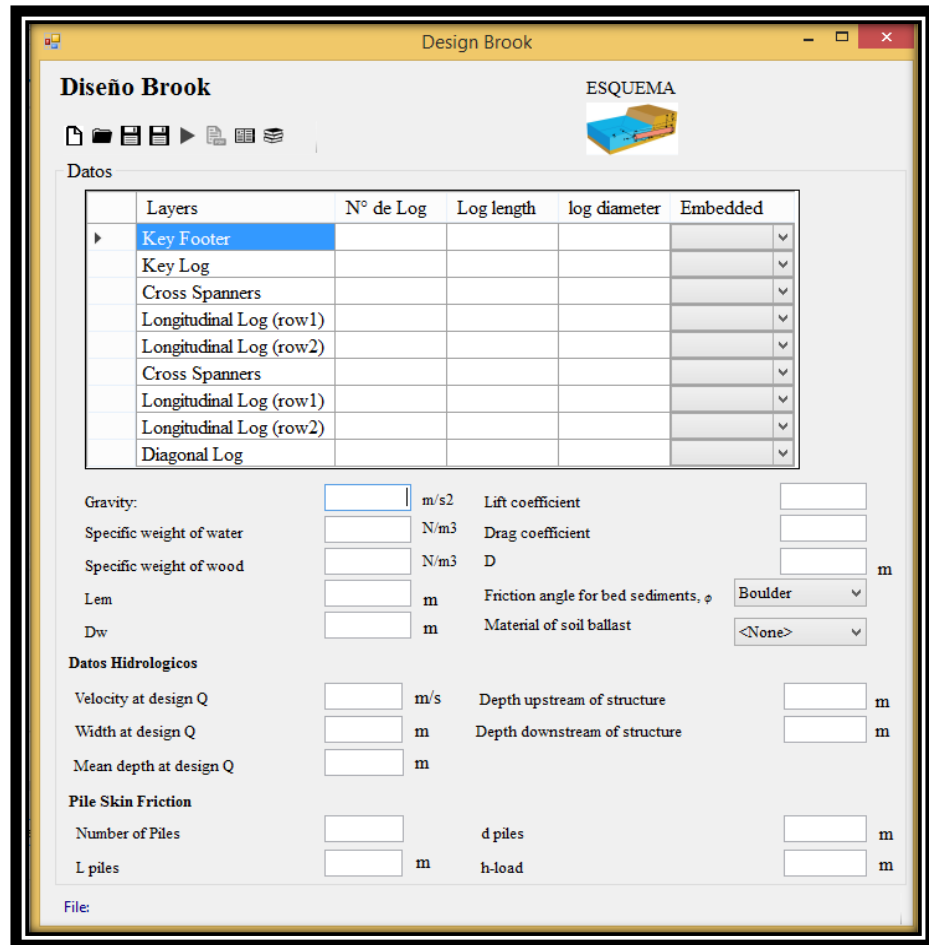 Design Brook
Diseño Brook
ESQUEMA
Datos
Layers N° de Log Log length log diameter Embedded
Key Footer
Key Log
Cross Spanners
Longitudinal Log (row1)
Longitudinal Log (row2)
Cross Spanners
Longitudinal Log (row1)
Longitudinal Log (row2)
Diagonal Log
Gravity: m/s2 Lift coefficient
Specific weight of water N/m3 Drag coefficient
Specific weight of wood N/m3 D m
Lem m Friction angle for bed sediments, φ Boulder
Dw m Material of soil ballast <None>
Datos Hidrologicos
Velocity at design Q m/s Depth upstream of structure m
Width at design Q m Depth downstream of structure m
Mean depth at design Q m
Pile Skin Friction
Number of Piles d piles m
L piles m h-load m
File: